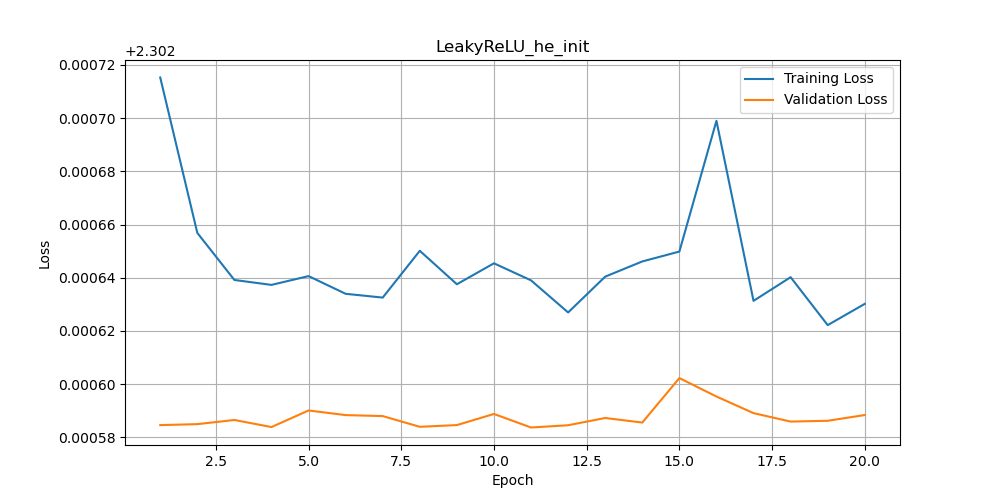 LeakyReLU_he_init
+2.302
0.00072
0.00070
0.00068
0.00066
0.00064
0.00062
0.00060
0.00058
Loss
Training Loss
Validation Loss
2.5 5.0 7.5 10.0 12.5 15.0 17.5 20.0
Epoch